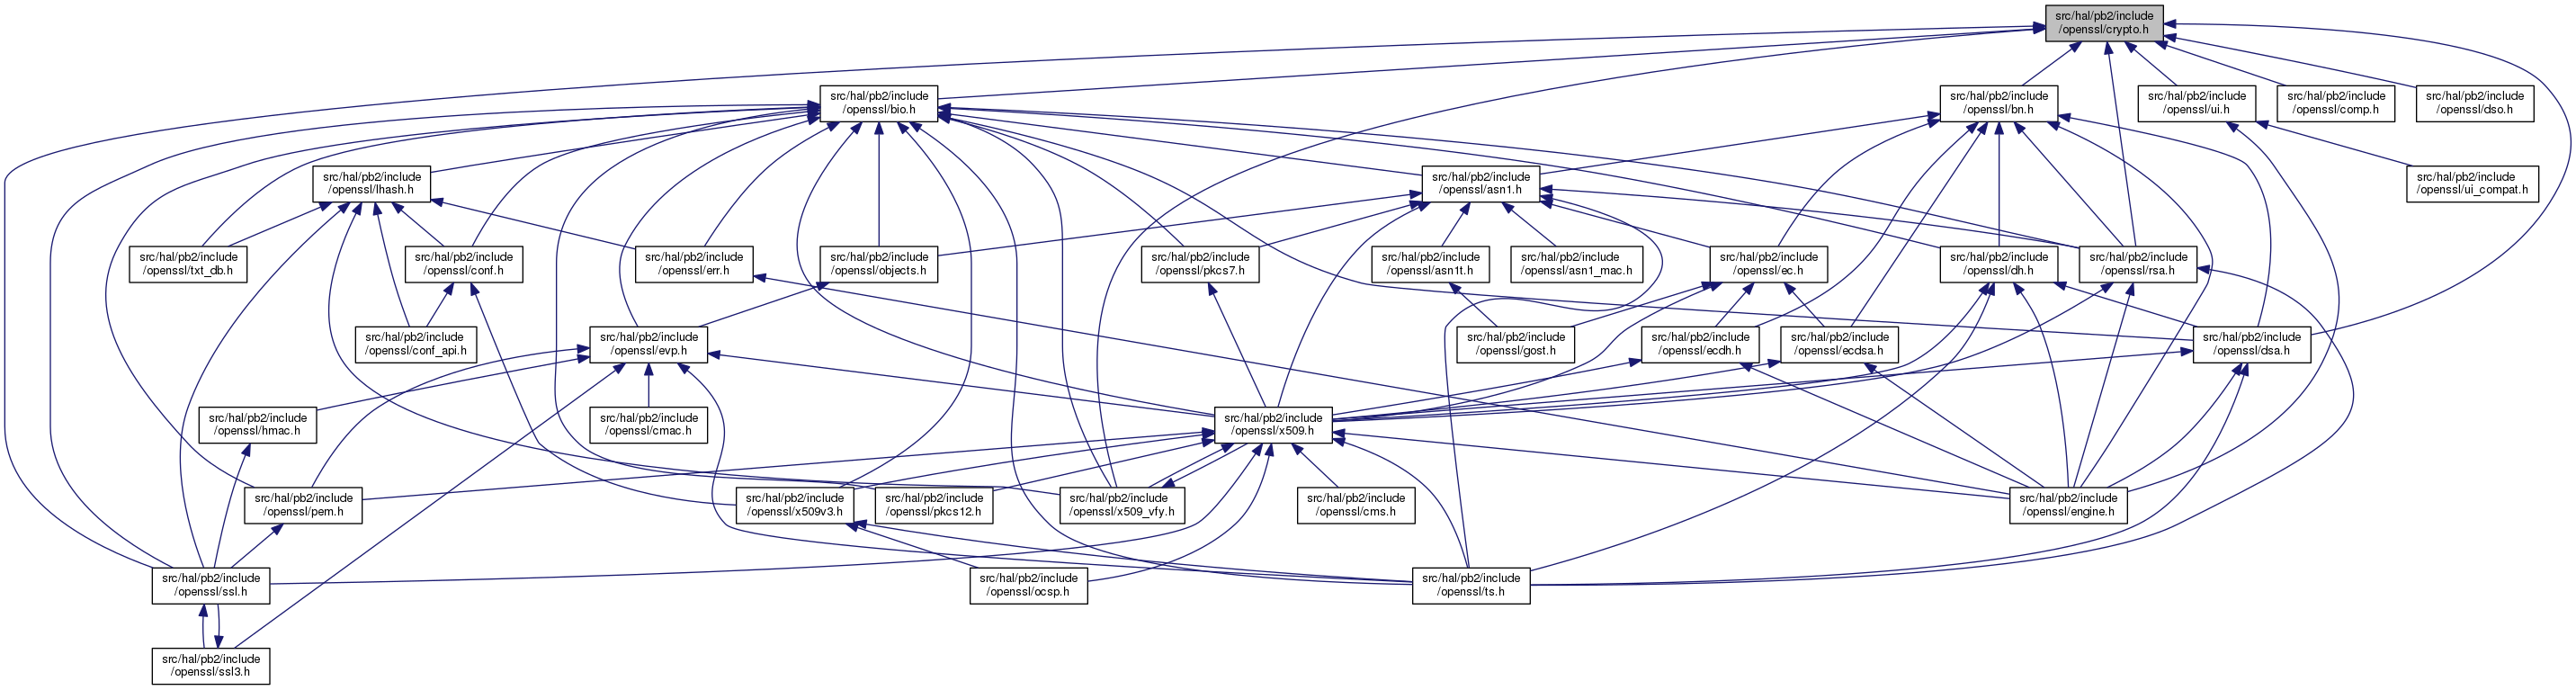 src/hal/pb2/include
/openssl/crypto.h
src/hal/pb2/include
/openssl/bio.h
src/hal/pb2/include
/openssl/bn.h
src/hal/pb2/include
/openssl/ui.h
src/hal/pb2/include
/openssl/comp.h
src/hal/pb2/include
/openssl/dso.h
src/hal/pb2/include
/openssl/lhash.h
src/hal/pb2/include
/openssl/asn1.h
src/hal/pb2/include
/openssl/ui_compat.h
src/hal/pb2/include
/openssl/txt_db.h
src/hal/pb2/include
/openssl/conf.h
src/hal/pb2/include
/openssl/err.h
src/hal/pb2/include
/openssl/objects.h
src/hal/pb2/include
/openssl/pkcs7.h
src/hal/pb2/include
/openssl/asn1t.h
src/hal/pb2/include
/openssl/asn1_mac.h
src/hal/pb2/include
/openssl/ec.h
src/hal/pb2/include
/openssl/dh.h
src/hal/pb2/include
/openssl/rsa.h
src/hal/pb2/include
/openssl/conf_api.h
src/hal/pb2/include
/openssl/evp.h
src/hal/pb2/include
/openssl/gost.h
src/hal/pb2/include
/openssl/ecdh.h
src/hal/pb2/include
/openssl/ecdsa.h
src/hal/pb2/include
/openssl/dsa.h
src/hal/pb2/include
/openssl/hmac.h
src/hal/pb2/include
/openssl/cmac.h
src/hal/pb2/include
/openssl/x509.h
src/hal/pb2/include
/openssl/pem.h
src/hal/pb2/include
/openssl/x509v3.h
src/hal/pb2/include
/openssl/pkcs12.h
src/hal/pb2/include
/openssl/x509_vfy.h
src/hal/pb2/include
/openssl/cms.h
src/hal/pb2/include
/openssl/engine.h
src/hal/pb2/include
/openssl/ssl.h
src/hal/pb2/include
/openssl/ocsp.h
src/hal/pb2/include
/openssl/ts.h
src/hal/pb2/include
/openssl/ssl3.h